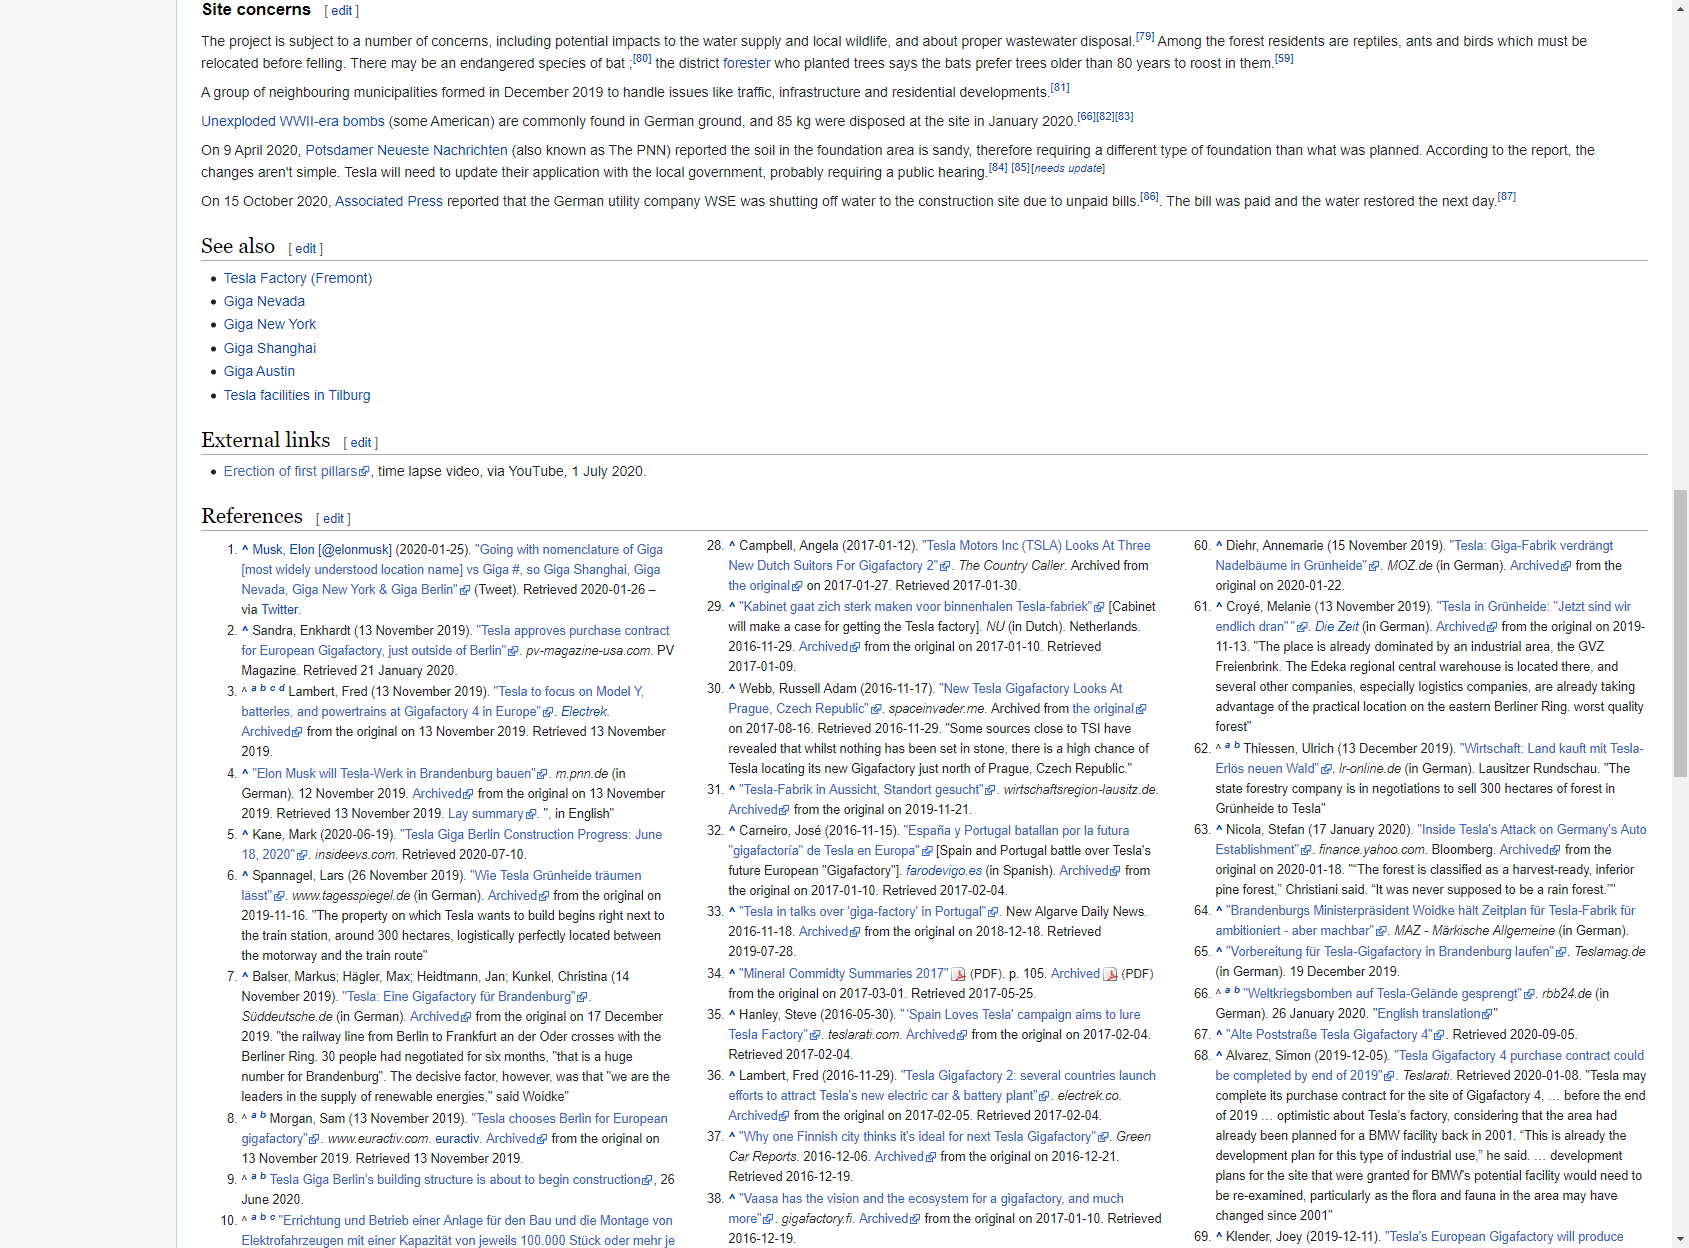 Site concerns [ edit ]
The project is subject to a number of concerns, including potential impacts to the water supply and local wildlife, and about proper wastewater disposal.[79] Among the forest residents are reptiles, ants and birds which must be
relocated before felling. There may be an endangered species of bat ;[80] the district forester who planted trees says the bats prefer trees older than 80 years to roost in them.[59]
A group of neighbouring municipalities formed in December 2019 to handle issues like traffic, infrastructure and residential developments.[81]
Unexploded WWII-era bombs (some American) are commonly found in German ground, and 85 kg were disposed at the site in January 2020.[66][82][83]
On 9 April 2020, Potsdamer Neueste Nachrichten (also known as The PNN) reported the soil in the foundation area is sandy, therefore requiring a different type of foundation than what was planned. According to the report, the
changes aren't simple. Tesla will need to update their application with the local government, probably requiring a public hearing.[84] [85][needs update]
On 15 October 2020, Associated Press reported that the German utility company WSE was shutting off water to the construction site due to unpaid bills.[86]. The bill was paid and the water restored the next day.[87]
See also [ edit ]
• Tesla Factory (Fremont)
• Giga Nevada
• Giga New York
• Giga Shanghai
• Giga Austin
• Tesla facilities in Tilburg
External links [ edit ]
• Erection of first pillars, time lapse video, via YouTube, 1 July 2020.
References [ edit ]
1. ^ Musk, Elon [@elonmusk] (2020-01-25). "Going with nomenclature of Giga
[most widely understood location name] vs Giga #, so Giga Shanghai, Giga
Nevada, Giga New York & Giga Berlin" (Tweet). Retrieved 2020-01-26 –
via Twitter.
2. ^ Sandra, Enkhardt (13 November 2019). "Tesla approves purchase contract
for European Gigafactory, just outside of Berlin". pv-magazine-usa.com. PV
Magazine. Retrieved 21 January 2020.
3. ^ a b c d Lambert, Fred (13 November 2019). "Tesla to focus on Model Y,
batteries, and powertrains at Gigafactory 4 in Europe". Electrek.
Archived from the original on 13 November 2019. Retrieved 13 November
2019.
4. ^ "Elon Musk will Tesla-Werk in Brandenburg bauen". m.pnn.de (in
German). 12 November 2019. Archived from the original on 13 November
2019. Retrieved 13 November 2019. Lay summary. ", in English"
5. ^ Kane, Mark (2020-06-19). "Tesla Giga Berlin Construction Progress: June
18, 2020". insideevs.com. Retrieved 2020-07-10.
6. ^ Spannagel, Lars (26 November 2019). "Wie Tesla Grünheide träumen
lässt". www.tagesspiegel.de (in German). Archived from the original on
2019-11-16. "The property on which Tesla wants to build begins right next to
the train station, around 300 hectares, logistically perfectly located between
the motorway and the train route"
7. ^ Balser, Markus; Hägler, Max; Heidtmann, Jan; Kunkel, Christina (14
November 2019). "Tesla: Eine Gigafactory für Brandenburg".
Süddeutsche.de (in German). Archived from the original on 17 December
2019. "the railway line from Berlin to Frankfurt an der Oder crosses with the
Berliner Ring. 30 people had negotiated for six months, "that is a huge
number for Brandenburg". The decisive factor, however, was that "we are the
leaders in the supply of renewable energies," said Woidke"
8. ^ a b Morgan, Sam (13 November 2019). "Tesla chooses Berlin for European
gigafactory". www.euractiv.com. euractiv. Archived from the original on
13 November 2019. Retrieved 13 November 2019.
9. ^ a b Tesla Giga Berlin's building structure is about to begin construction, 26
June 2020.
10. ^ a b c "Errichtung und Betrieb einer Anlage für den Bau und die Montage von
Elektrofahrzeugen mit einer Kapazität von jeweils 100.000 Stück oder mehr je
28. ^ Campbell, Angela (2017-01-12). "Tesla Motors Inc (TSLA) Looks At Three
New Dutch Suitors For Gigafactory 2". The Country Caller. Archived from
the original on 2017-01-27. Retrieved 2017-01-30.
29. ^ "Kabinet gaat zich sterk maken voor binnenhalen Tesla-fabriek" [Cabinet
will make a case for getting the Tesla factory]. NU (in Dutch). Netherlands.
2016-11-29. Archived from the original on 2017-01-10. Retrieved
2017-01-09.
30. ^ Webb, Russell Adam (2016-11-17). "New Tesla Gigafactory Looks At
Prague, Czech Republic". spaceinvader.me. Archived from the original
on 2017-08-16. Retrieved 2016-11-29. "Some sources close to TSI have
revealed that whilst nothing has been set in stone, there is a high chance of
Tesla locating its new Gigafactory just north of Prague, Czech Republic."
31. ^ "Tesla-Fabrik in Aussicht, Standort gesucht". wirtschaftsregion-lausitz.de.
Archived from the original on 2019-11-21.
32. ^ Carneiro, José (2016-11-15). "España y Portugal batallan por la futura
"gigafactoría" de Tesla en Europa" [Spain and Portugal battle over Tesla's
future European "Gigafactory"]. farodevigo.es (in Spanish). Archived from
the original on 2017-01-10. Retrieved 2017-02-04.
33. ^ "Tesla in talks over 'giga-factory' in Portugal". New Algarve Daily News.
2016-11-18. Archived from the original on 2018-12-18. Retrieved
2019-07-28.
34. ^ "Mineral Commidty Summaries 2017" (PDF). p. 105. Archived (PDF)
from the original on 2017-03-01. Retrieved 2017-05-25.
35. ^ Hanley, Steve (2016-05-30). "'Spain Loves Tesla' campaign aims to lure
Tesla Factory". teslarati.com. Archived from the original on 2017-02-04.
Retrieved 2017-02-04.
36. ^ Lambert, Fred (2016-11-29). "Tesla Gigafactory 2: several countries launch
efforts to attract Tesla's new electric car & battery plant". electrek.co.
Archived from the original on 2017-02-05. Retrieved 2017-02-04.
37. ^ "Why one Finnish city thinks it's ideal for next Tesla Gigafactory". Green
Car Reports. 2016-12-06. Archived from the original on 2016-12-21.
Retrieved 2016-12-19.
38. ^ "Vaasa has the vision and the ecosystem for a gigafactory, and much
more". gigafactory.fi. Archived from the original on 2017-01-10. Retrieved
2016-12-19.
60. ^ Diehr, Annemarie (15 November 2019). "Tesla: Giga-Fabrik verdrängt
Nadelbäume in Grünheide". MOZ.de (in German). Archived from the
original on 2020-01-22.
61. ^ Croyé, Melanie (13 November 2019). "Tesla in Grünheide: "Jetzt sind wir
endlich dran" ". Die Zeit (in German). Archived from the original on 2019-
11-13. "The place is already dominated by an industrial area, the GVZ
Freienbrink. The Edeka regional central warehouse is located there, and
several other companies, especially logistics companies, are already taking
advantage of the practical location on the eastern Berliner Ring. worst quality
forest"
62. ^ a b Thiessen, Ulrich (13 December 2019). "Wirtschaft: Land kauft mit Tesla-
Erlös neuen Wald". lr-online.de (in German). Lausitzer Rundschau. "The
state forestry company is in negotiations to sell 300 hectares of forest in
Grünheide to Tesla"
63. ^ Nicola, Stefan (17 January 2020). "Inside Tesla's Attack on Germany's Auto
Establishment". finance.yahoo.com. Bloomberg. Archived from the
original on 2020-01-18. "“The forest is classified as a harvest-ready, inferior
pine forest,” Christiani said. “It was never supposed to be a rain forest.”"
64. ^ "Brandenburgs Ministerpräsident Woidke hält Zeitplan für Tesla-Fabrik für
ambitioniert - aber machbar". MAZ - Märkische Allgemeine (in German).
65. ^ "Vorbereitung für Tesla-Gigafactory in Brandenburg laufen". Teslamag.de
(in German). 19 December 2019.
66. ^ a b "Weltkriegsbomben auf Tesla-Gelände gesprengt". rbb24.de (in
German). 26 January 2020. "English translation"
67. ^ "Alte Poststraße Tesla Gigafactory 4". Retrieved 2020-09-05.
68. ^ Alvarez, Simon (2019-12-05). "Tesla Gigafactory 4 purchase contract could
be completed by end of 2019". Teslarati. Retrieved 2020-01-08. "Tesla may
complete its purchase contract for the site of Gigafactory 4, … before the end
of 2019 … optimistic about Tesla's factory, considering that the area had
already been planned for a BMW facility back in 2001. “This is already the
development plan for this type of industrial use,” he said. … development
plans for the site that were granted for BMW's potential facility would need to
be re-examined, particularly as the flora and fauna in the area may have
changed since 2001"
69. ^ Klender, Joey (2019-12-11). "Tesla's European Gigafactory will produce